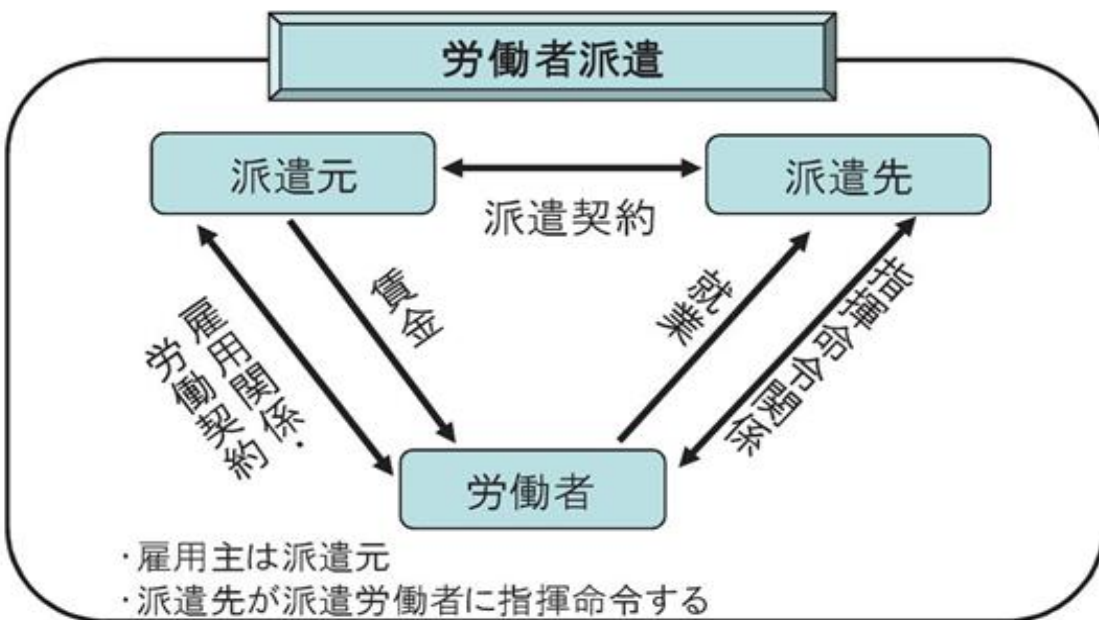 労働者派遣
派遣元
派遣先
派遣契約
賃金
就業
指揮命令関係
雇用関係・
労働契約
労働者
・雇用主は派遣元
・派遣先が派遣労働者に指揮命令する